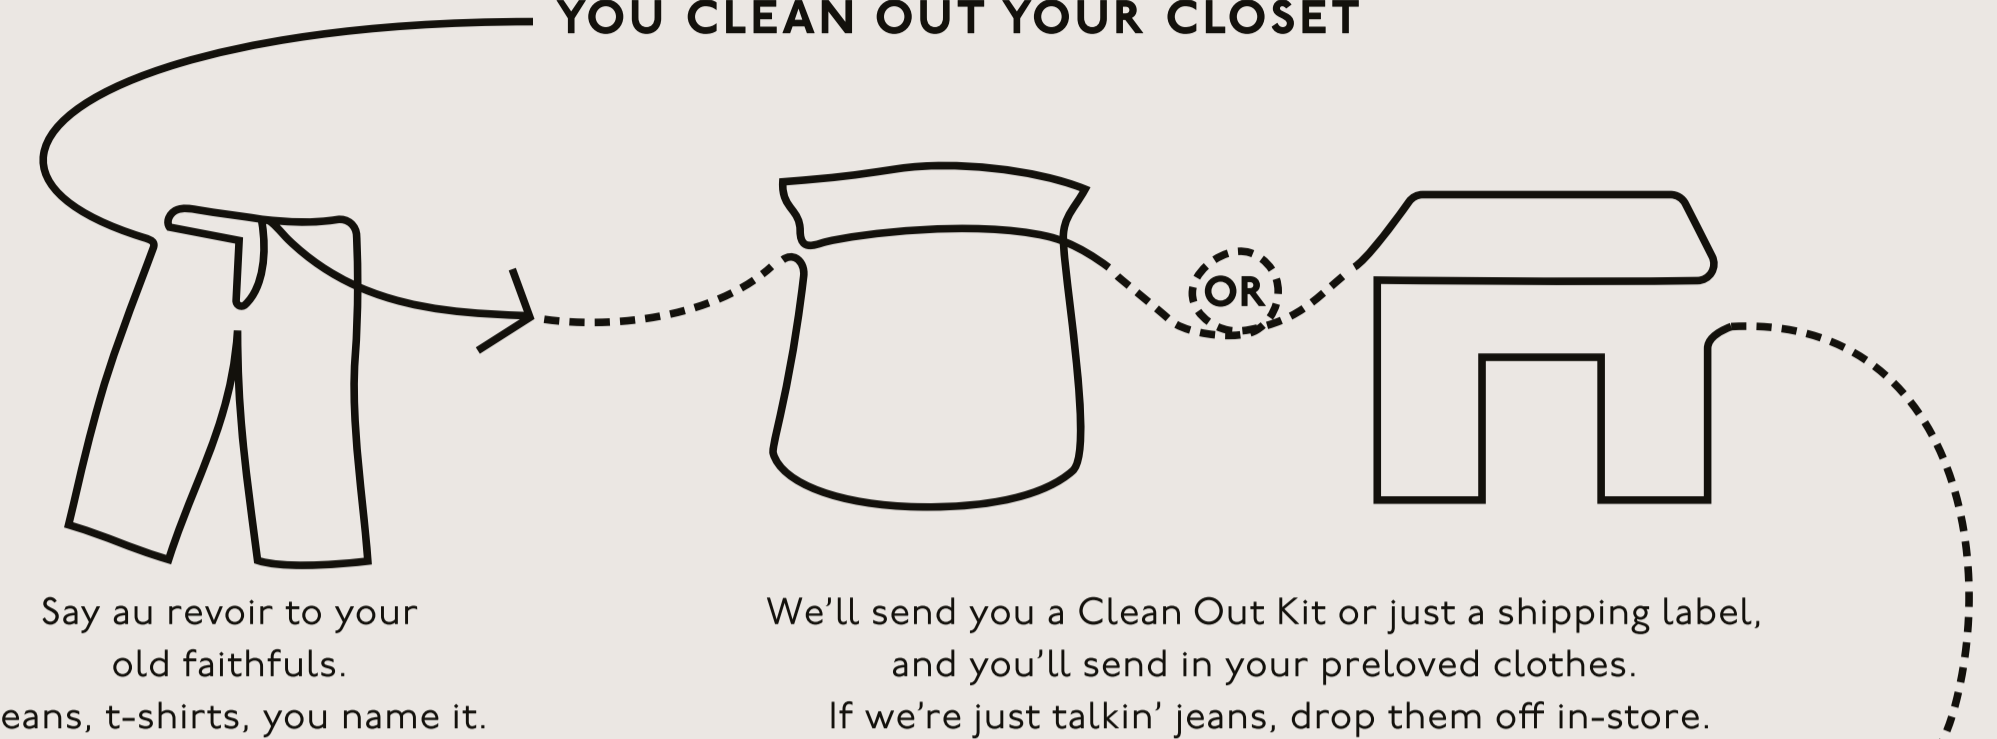 YOU CLEAN OUT YOUR CLOSET
OR
Say au revoir to your
old faithfuls.
eans, t-shirts, you name it.
We'll send you a Clean Out Kit or just a shipping label,
and you'll send in your preloved clothes.
If we're just talkin' jeans, drop them off in-store.